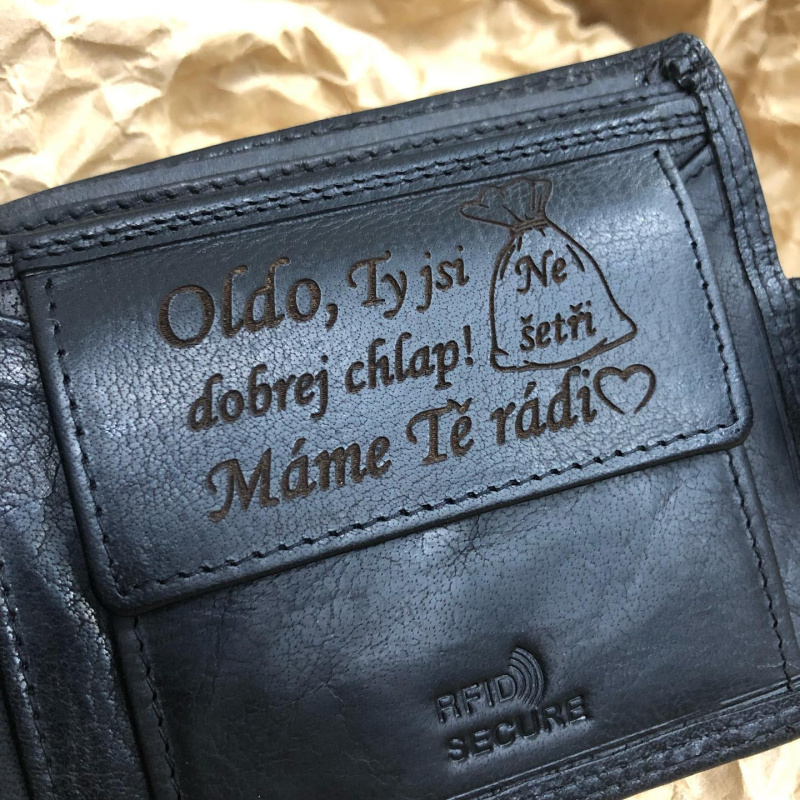 Oldo, Ty jsi
dobrej chlap!
Máme Tě rádi
Ne
šetři
RFID
SECURE